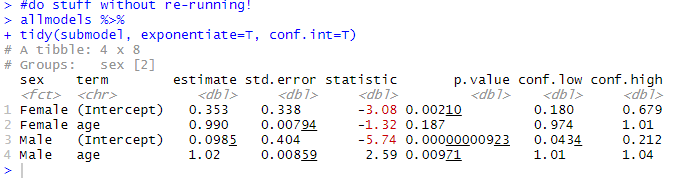 > #do stuff without re-running!
> allmodels %>%
+ tidy(submodel, exponentiate=T, conf.int=T)
# A tibble: 4 x 8
# Groups:   sex [2]
  sex    term        estimate std.error statistic       p.value conf.low conf.high
  <fct>  <chr>          <dbl>     <dbl>     <dbl>         <dbl>    <dbl>     <dbl>
1 Female (Intercept)   0.353    0.338       -3.08 0.00210         0.180      0.679
2 Female age           0.990    0.00794     -1.32 0.187           0.974      1.01
3 Male   (Intercept)   0.0985   0.404       -5.74 0.00000000923   0.0434     0.212
4 Male   age           1.02     0.00859      2.59 0.00971         1.01       1.04
>